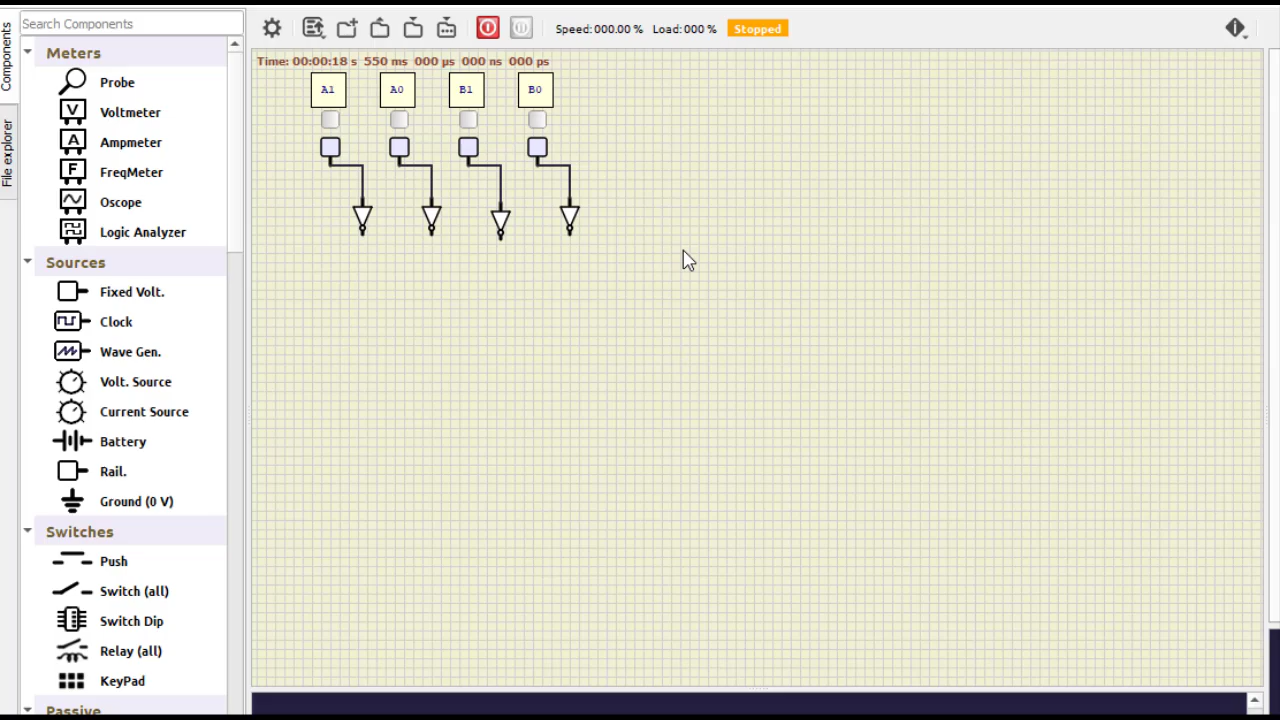 Search Components
Components
File explorer
Meters
Probe
V
Voltmeter
A
Ampmeter
F
FreqMeter
Oscope
Logic Analyzer
Sources
Fixed Volt.
Clock
Wave Gen.
Volt. Source
Current Source
Battery
Rail.
Ground (0 V)
Switches
Push
Switch (all)
Switch Dip
Relay (all)
KeyPad
Passive
Speed:000.00 % Load:000 % Stopped
Time: 00:00:18 s 550 ms 000 µs 000 ns 000 ps
A1 A0 B1 B0